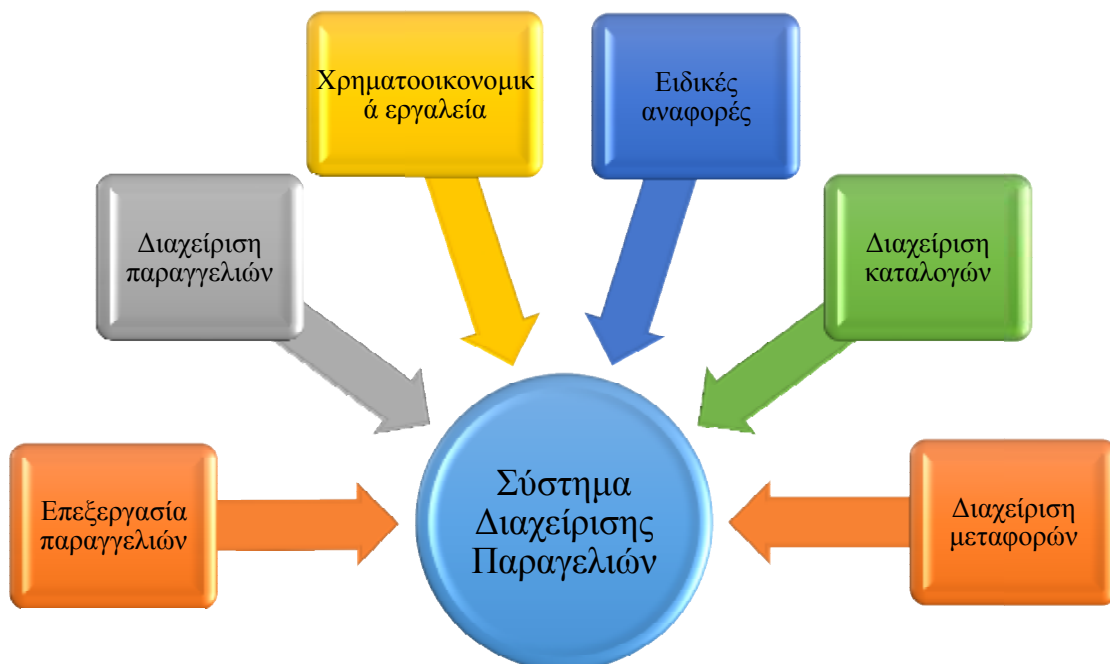 Χρηματοοικονομικ
ά εργαλεία
Ειδικές
αναφορές
Διαχείριση
παραγγελιών
Διαχείριση
καταλογών
Επεξεργασία
παραγγελιών
Σύστημα
Διαχείρισης
Παραγελιών
Διαχείριση
μεταφορών